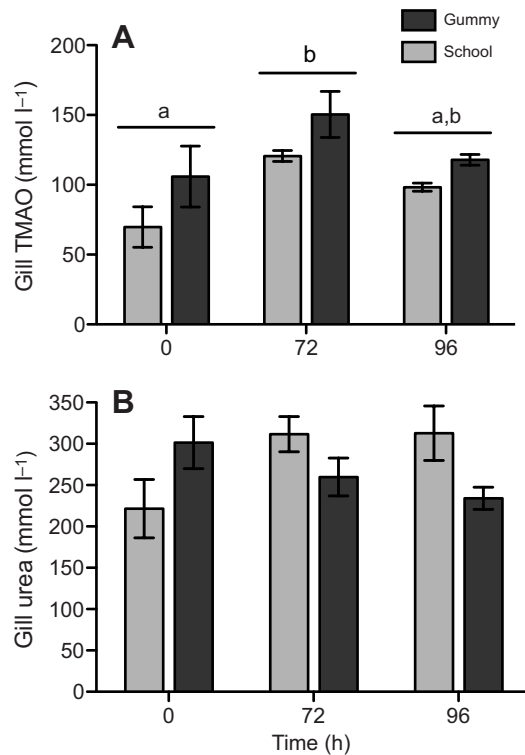 A
Gummy
School
Gill TMAO (mmol l⁻¹)
200
150
100
50
0
a
b
a,b
0 72 96
B
Gill urea (mmol l⁻¹)
350
300
250
200
150
100
50
0
0 72 96
Time (h)